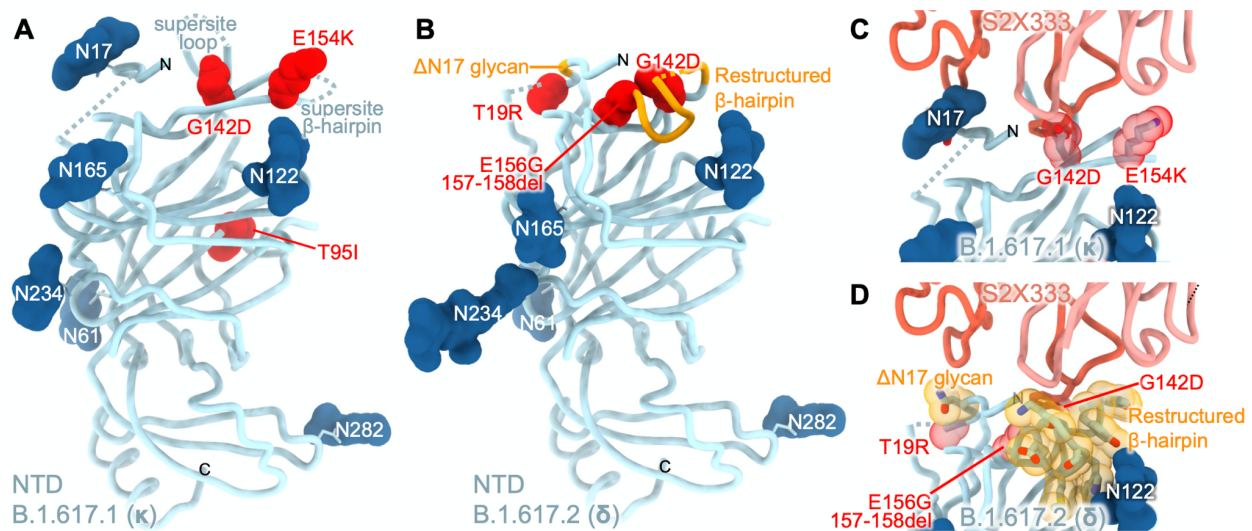 A
N17
N
supersite
loop
E154K
G142D
supersite
β-hairpin
N165
N122
T95I
N234
N61
N282
C
NTD
B.1.617.1 (κ)
B
ΔN17 glycan
N
G142D
Restructured
β-hairpin
T19R
E156G
157-158del
N122
N165
N234
N61
N282
C
NTD
B.1.617.2 (δ)
C
S2X333
N17
N
G142D
E154K
N122
B.1.617.1 (κ)
D
S2X333
ΔN17 glycan
N
G142D
Restructured
β-hairpin
T19R
E156G
157-158del
N122
B.1.617.2 (δ)